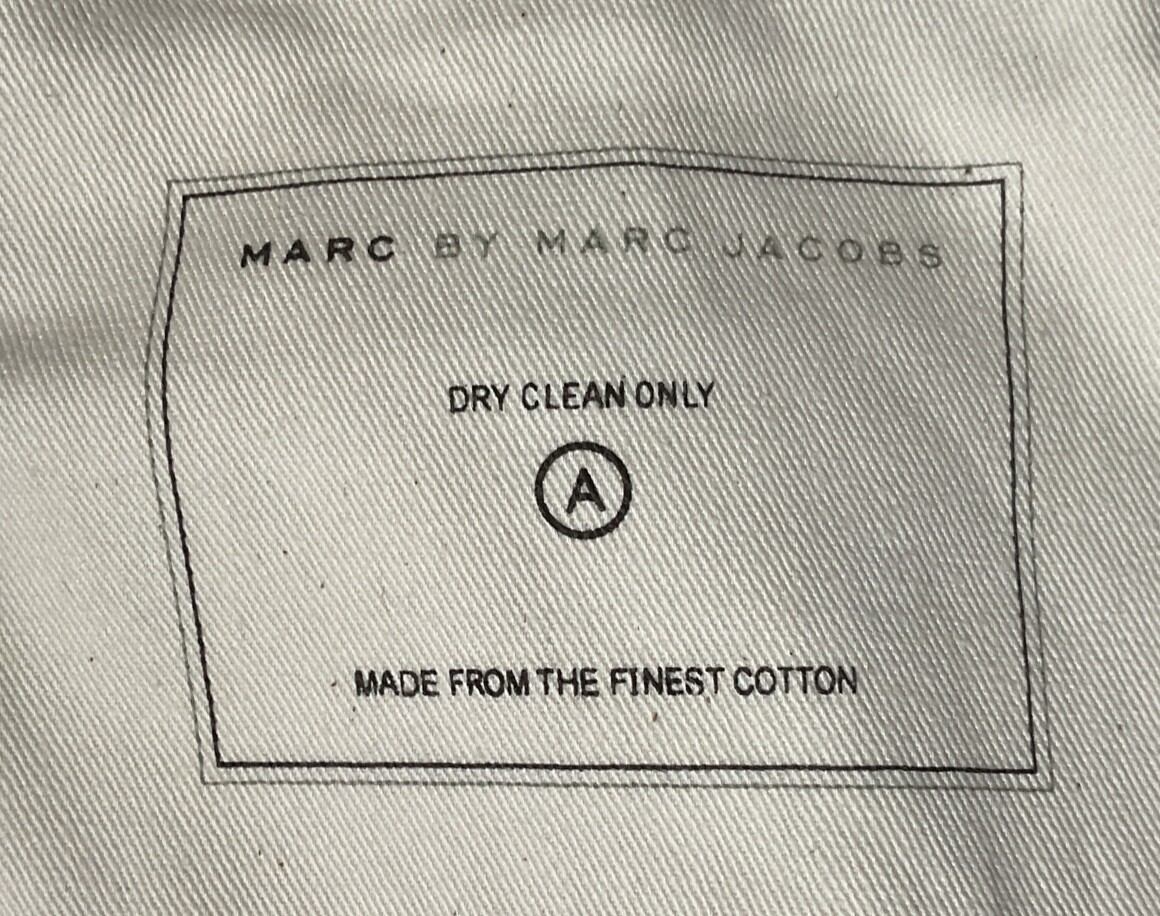 MARC BY MARC JACOBS
DRY CLEAN ONLY
A
MADE FROM THE FINEST COTTON